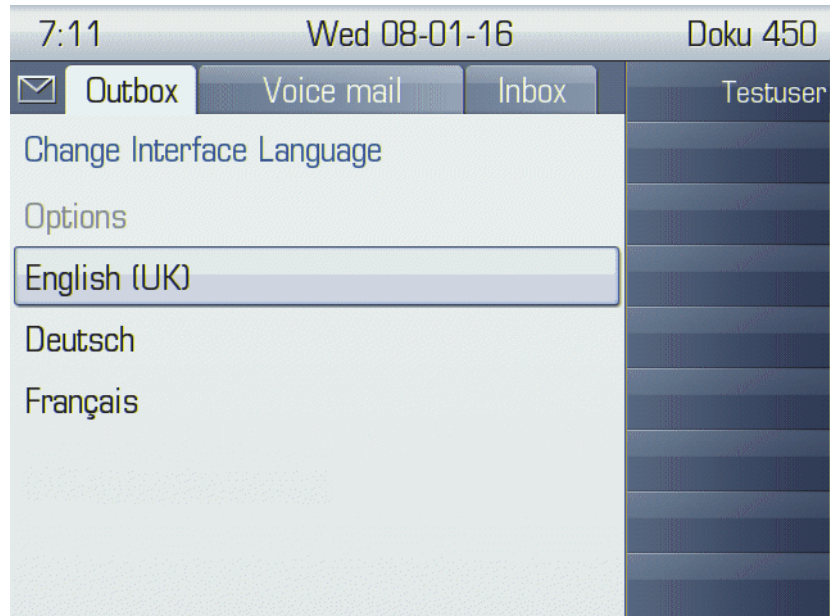 7:11 Wed 08-01-16 Doku 450
Outbox Voice mail Inbox Testuser
Change Interface Language
Options
English (UK)
Deutsch
Français